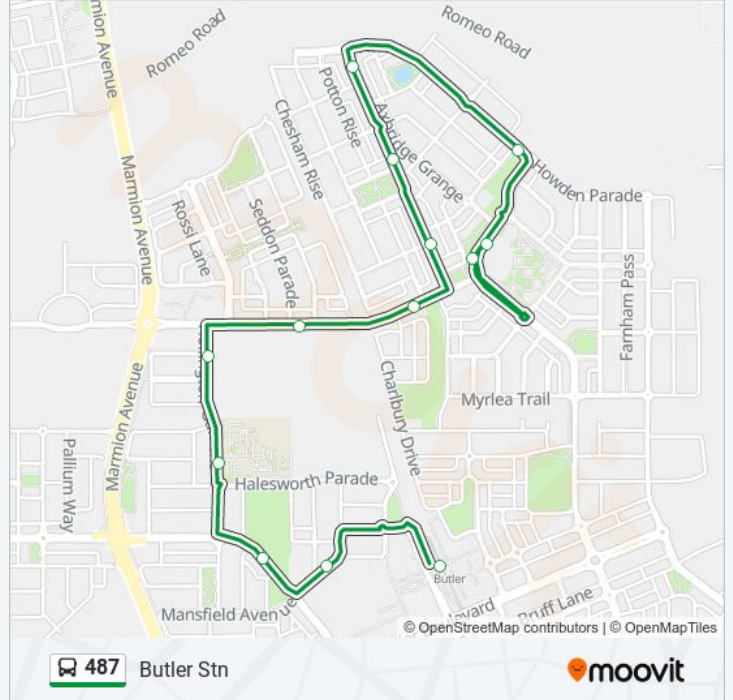 Romeo Road
Romeo Road
mion Avenue
Potton Rise
Chesham Rise
Axbridge Grange
Howden Parade
Marmion Avenue
Rossi Lane
Seddon Parade
Farnham Pass
Marmion Avenue
Charlbury Drive
Myrlea Trail
Pallium Way
Halesworth Parade
Butler
Mansfield Avenue
Bruff Lane
© OpenStreetMap contributors | © OpenMapTiles
487 Butler Stn
moovit